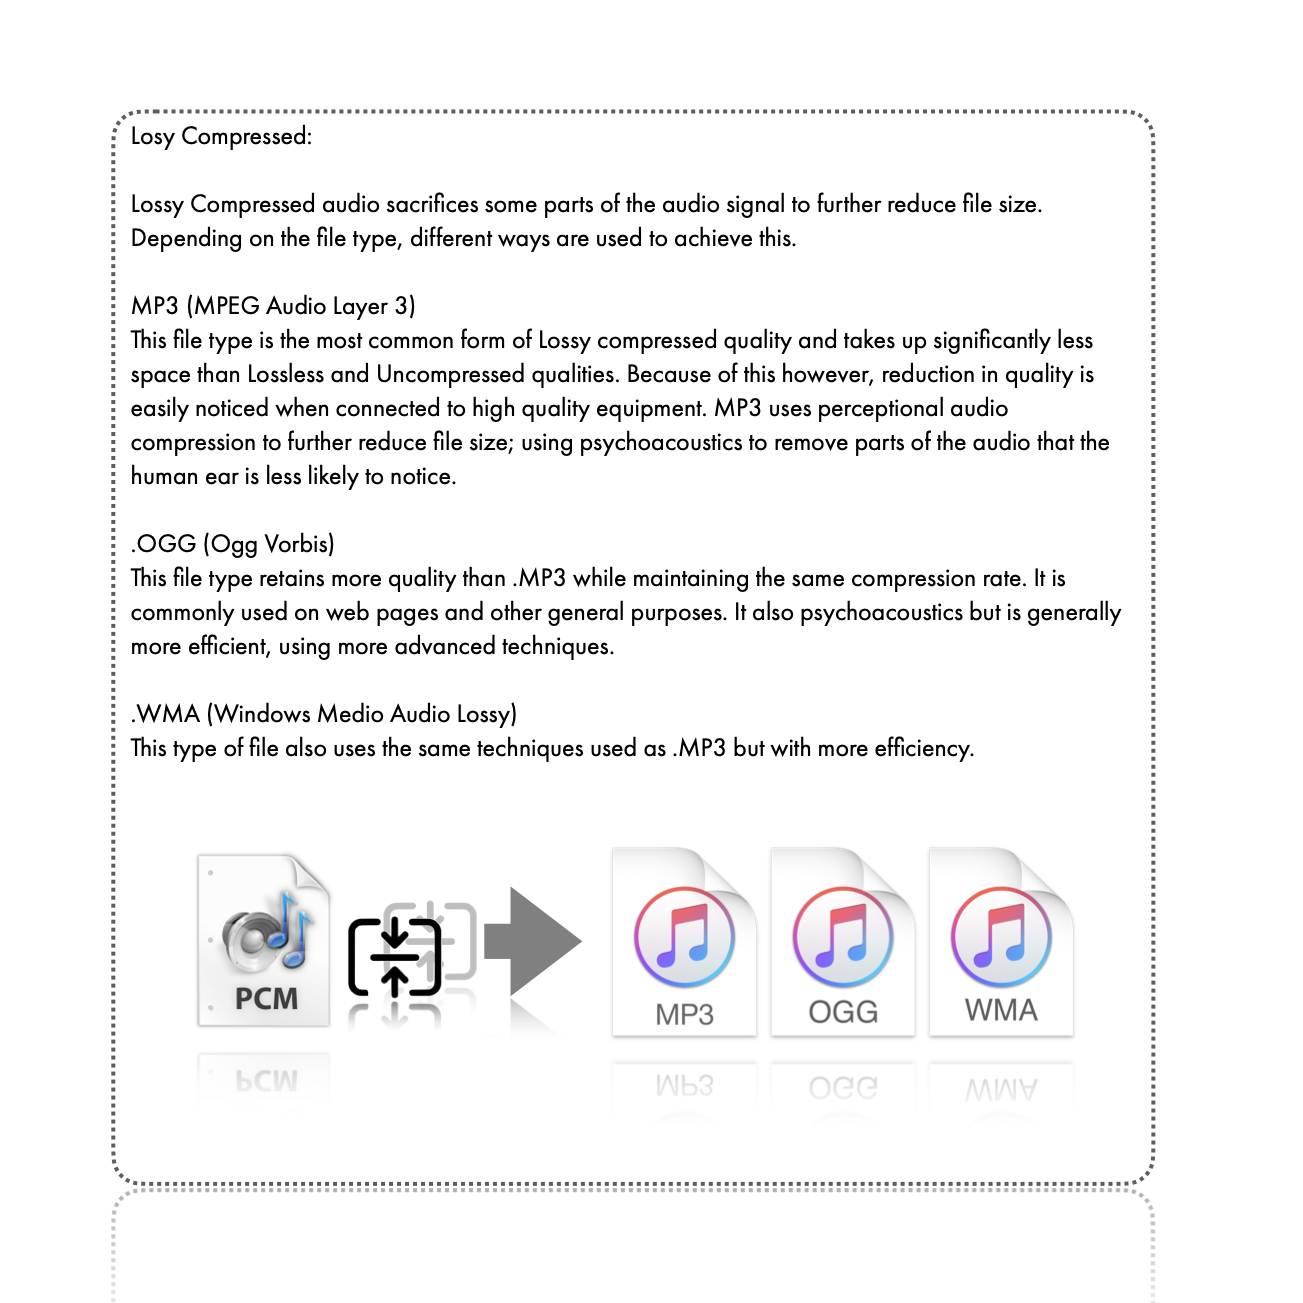 Losy Compressed:
Lossy Compressed audio sacrifices some parts of the audio signal to further reduce file size.
Depending on the file type, different ways are used to achieve this.
MP3 (MPEG Audio Layer 3)
This file type is the most common form of Lossy compressed quality and takes up significantly less
space than Lossless and Uncompressed qualities. Because of this however, reduction in quality is
easily noticed when connected to high quality equipment. MP3 uses perceptional audio
compression to further reduce file size; using psychoacoustics to remove parts of the audio that the
human ear is less likely to notice.
.OGG (Ogg Vorbis)
This file type retains more quality than .MP3 while maintaining the same compression rate. It is
commonly used on web pages and other general purposes. It also psychoacoustics but is generally
more efficient, using more advanced techniques.
.WMA (Windows Medio Audio Lossy)
This type of file also uses the same techniques used as .MP3 but with more efficiency.
PCM
MP3
OGG
WMA